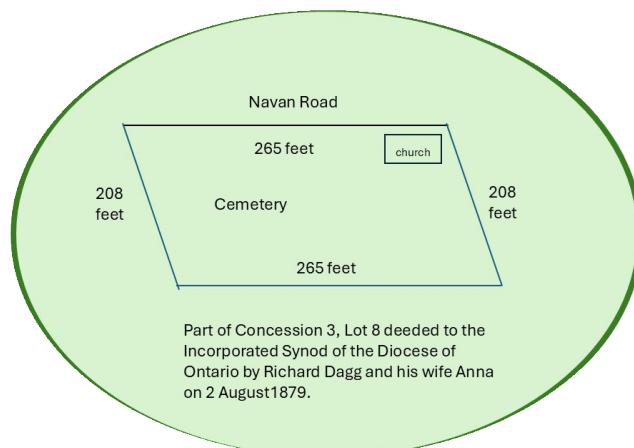 Navan Road
265 feet
church
208
feet
Cemetery
208
feet
265 feet
Part of Concession 3, Lot 8 deeded to the
Incorporated Synod of the Diocese of
Ontario by Richard Dagg and his wife Anna
on 2 August1879.